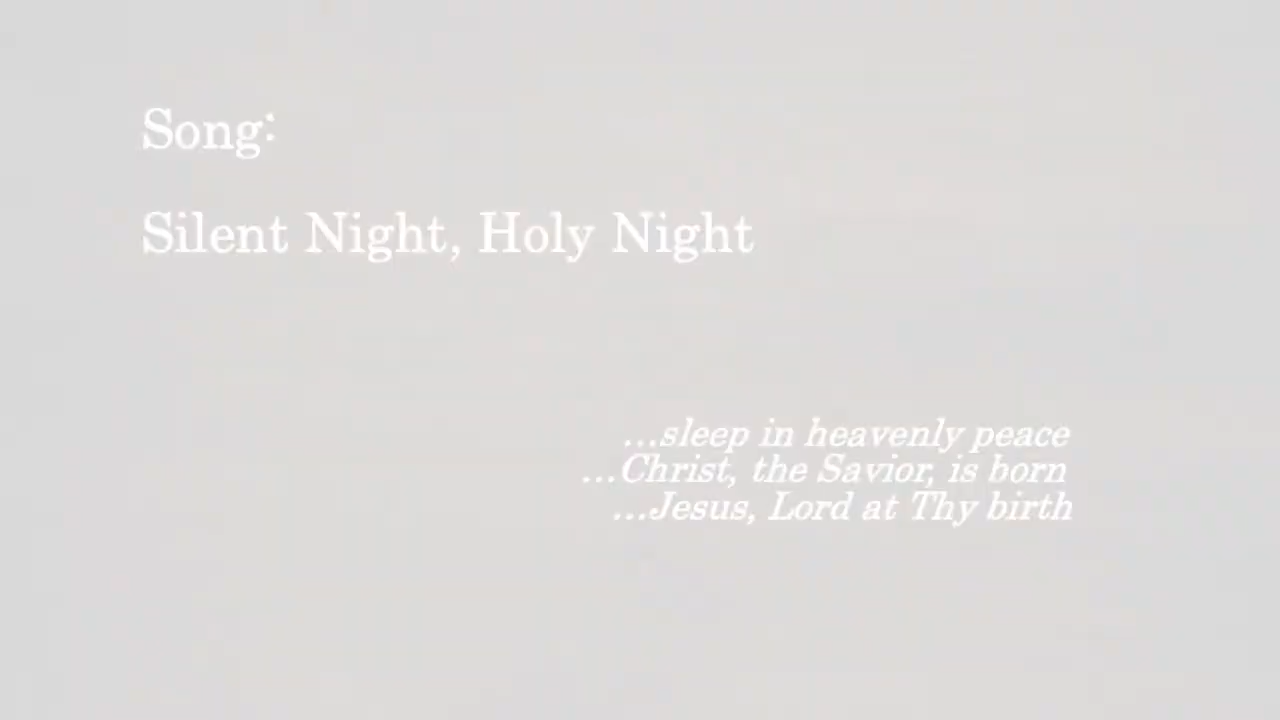 Song:
Silent Night, Holy Night
...sleep in heavenly peace
...Christ, the Savior, is born
...Jesus, Lord at Thy birth